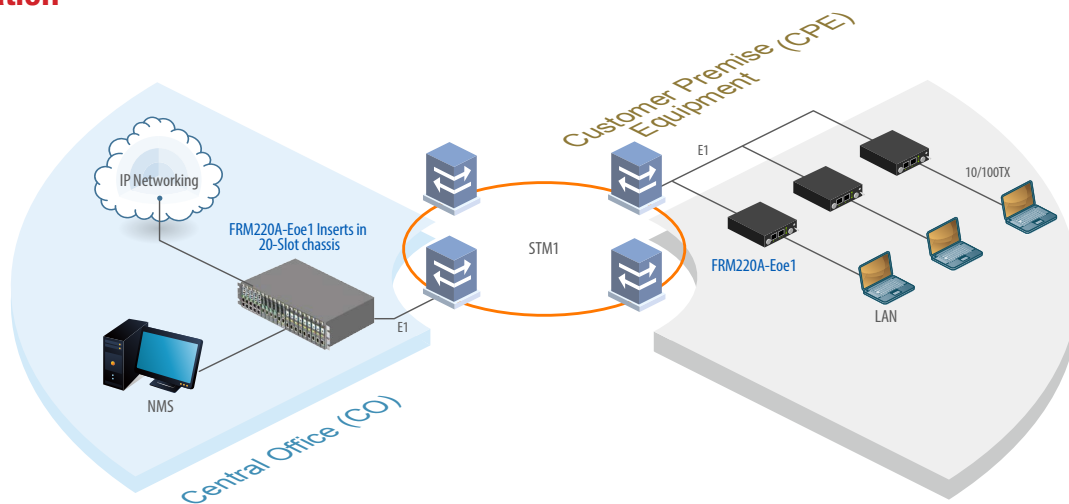 IP Networking
FRM220A-Eoe1 Inserts in
20-Slot chassis
E1
NMS
Central Office (CO)
STM1
Customer Premise (CPE)
Equipment
E1
10/100TX
FRM220A-Eoe1
LAN